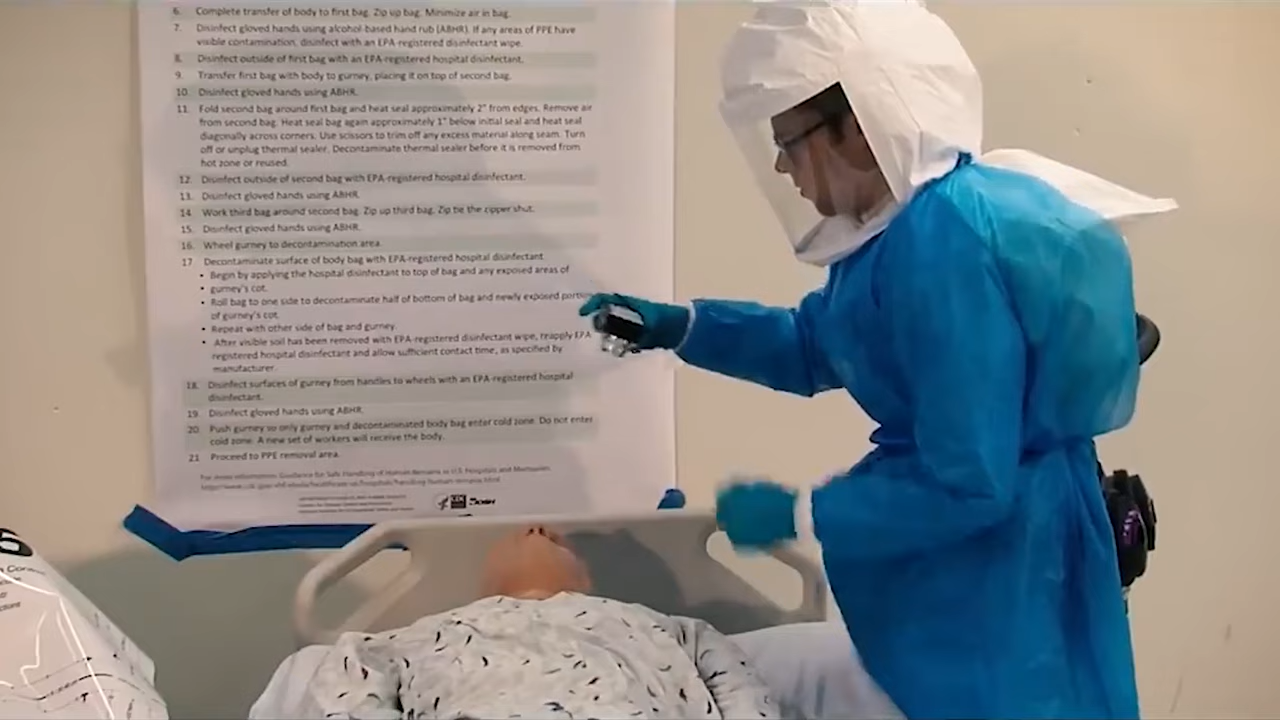 6. Complete transfer of body to first bag. Zip up bag. Minimize air in bag.
7. Disinfect gloved hands using alcohol-based hand rub (ABHR). If any areas of PPE have
visible contamination, disinfect with an EPA-registered disinfectant wipe.
8. Disinfect outside of first bag with an EPA-registered hospital disinfectant.
9. Transfer first bag with body to gurney, placing it on top of second bag.
10. Disinfect gloved hands using ABHR.
11. Fold second bag around first bag and heat seal approximately 2" from edges. Remove air
from second bag. Heat seal bag again approximately 1" below initial seal and heat seal
diagonally across corners. Use scissors to trim off any excess material along seam. Turn
off or unplug thermal sealer. Decontaminate thermal sealer before it is removed from
hot zone or reused.
12. Disinfect outside of second bag with EPA-registered hospital disinfectant.
13. Disinfect gloved hands using ABHR.
14. Work third bag around second bag. Zip up third bag. Zip tie the zipper shut.
15. Disinfect gloved hands using ABHR.
16. Wheel gurney to decontamination area.
17. Decontaminate surface of body bag with EPA-registered hospital disinfectant.
• Begin by applying the hospital disinfectant to top of bag and any exposed areas of
• gurney's cot.
• Roll bag to one side to decontaminate half of bottom of bag and newly exposed portion
of gurney's cot.
• Repeat with other side of bag and gurney.
• After visible soil has been removed with EPA-registered disinfectant wipe, reapply EPA
registered hospital disinfectant and allow sufficient contact time, as specified by
manufacturer.
18. Disinfect surfaces of gurney from handles to wheels with an EPA-registered hospital
disinfectant.
19. Disinfect gloved hands using ABHR.
20. Push gurney so only gurney and decontaminated body bag enter cold zone. Do not enter
cold zone. A new set of workers will receive the body.
21. Proceed to PPE removal area.
For more information: Guidance for Safe Handling of Human Remains in U.S. Hospitals and Mortuaries
CDC NIOSH